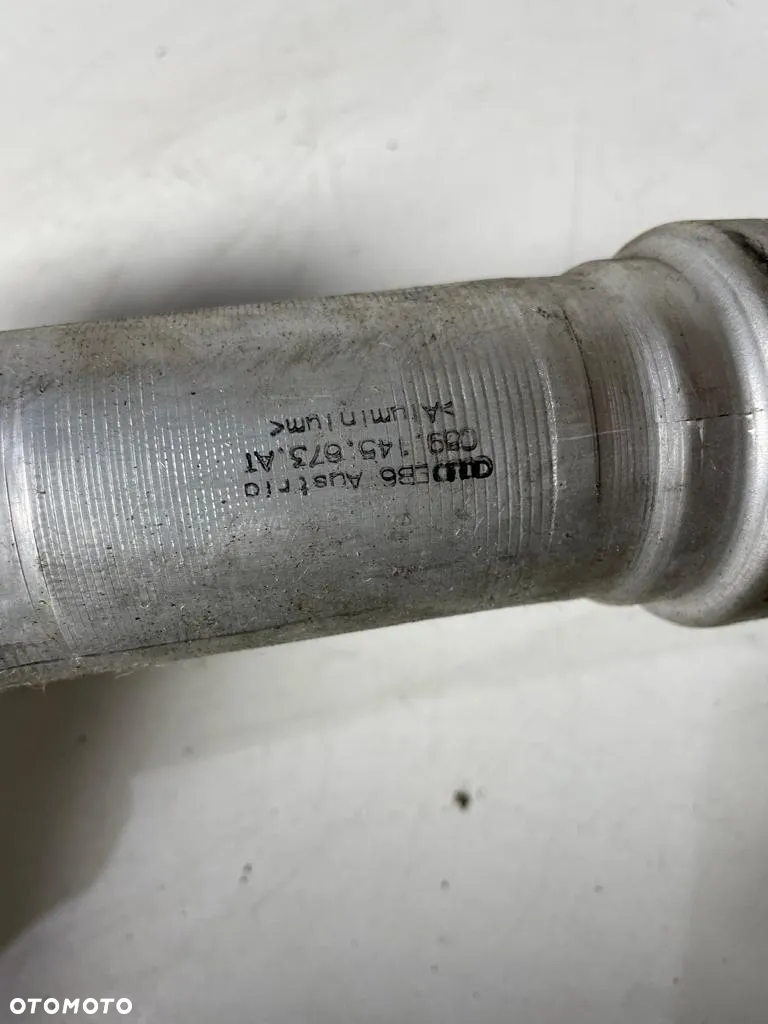 EB6 Austria
059.145.673.AT
>Aluminium<
OTOMOTO